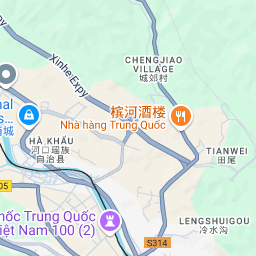 CHENGJIAO
VILLAGE
城郊村
Xinhe Expy
槟河酒楼
Nhà hàng Trung Quốc
HÀ KHẨU
河口瑶族
自治县
TIANWEI
田尾
Expy
05
LENGSHUIGOU
冷水沟
ốc Trung Quốc
iệt Nam 100 (2)
S314